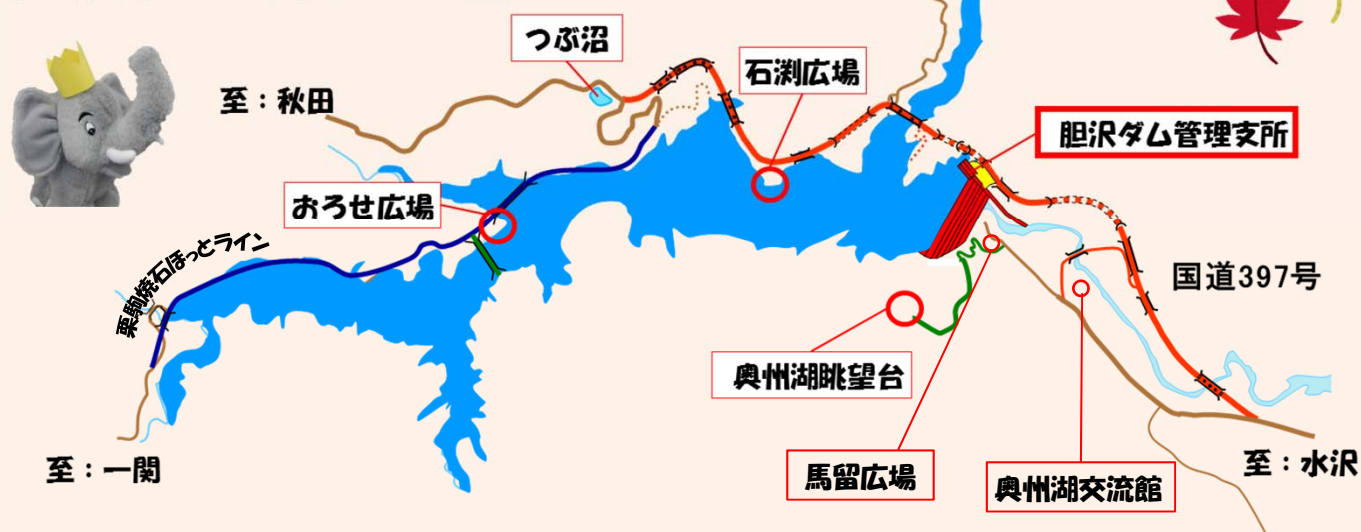 つぶ沼
石渕広場
至：秋田
胆沢ダム管理支所
おろせ広場
栗駒焼石ほっとライン
国道397号
奥州湖眺望台
至：一関
馬留広場
奥州湖交流館
至：水沢